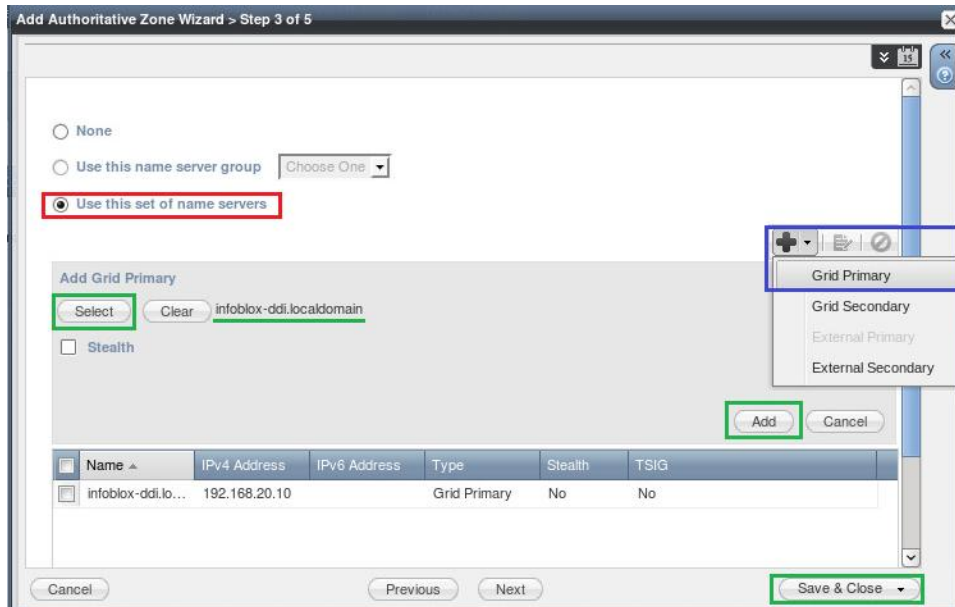 Add Authoritative Zone Wizard > Step 3 of 5
15
None
Use this name server group Choose One
Use this set of name servers
Add Grid Primary
Select Clear infoblox-ddi.localdomain
Stealth
Grid Primary
Grid Secondary
External Primary
External Secondary
Add Cancel
Name IPv4 Address IPv6 Address Type Stealth TSIG
infoblox-ddi.lo... 192.168.20.10 Grid Primary No No
Cancel Previous Next Save & Close